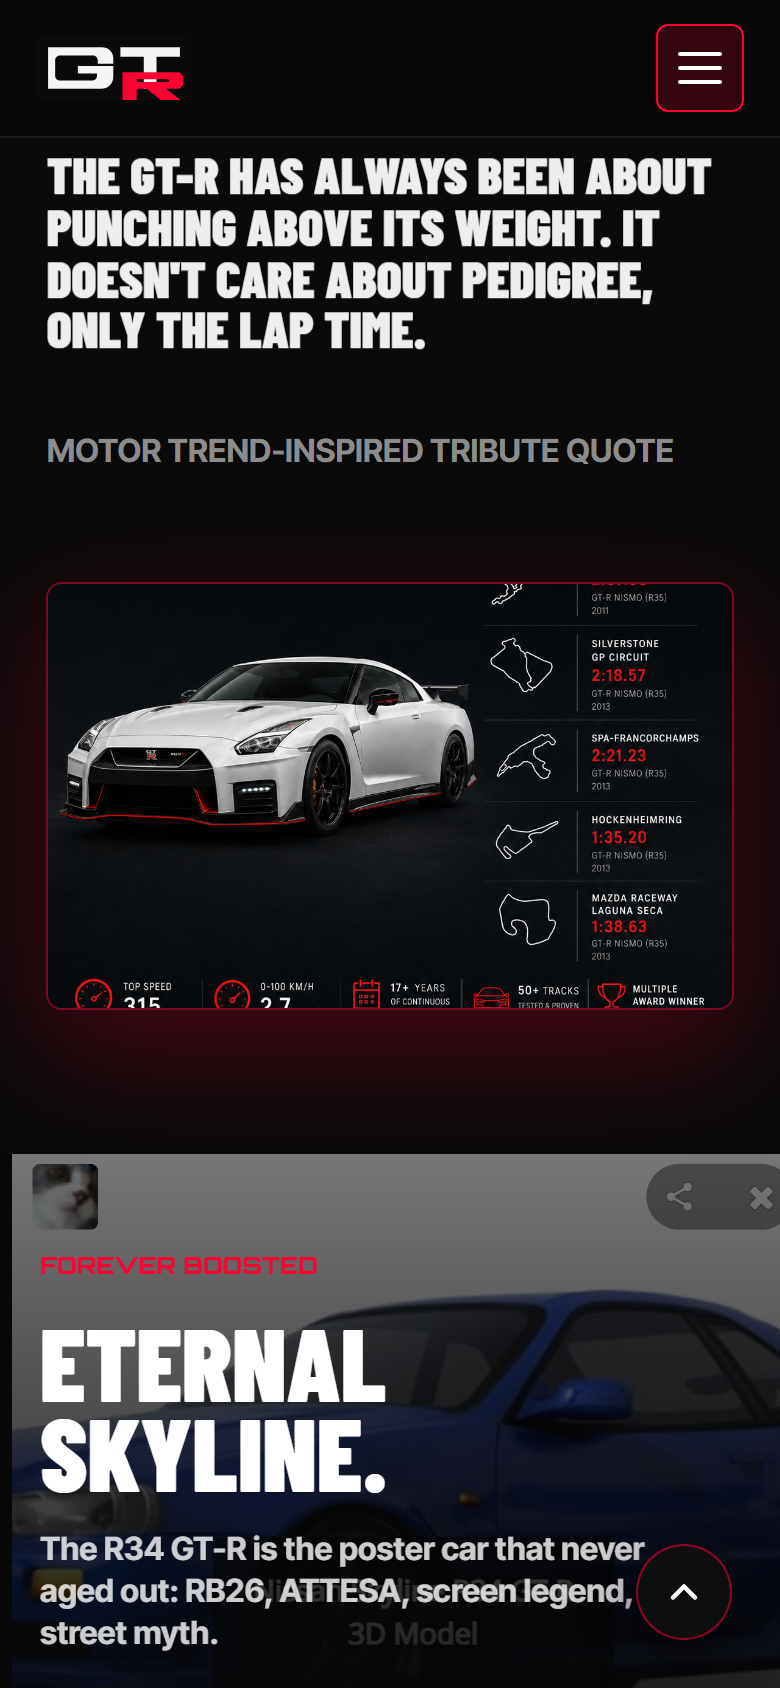 GTR
THE GT-R HAS ALWAYS BEEN ABOUT
PUNCHING ABOVE ITS WEIGHT. IT
DOESN'T CARE ABOUT PEDIGREE,
ONLY THE LAP TIME.
MOTOR TREND-INSPIRED TRIBUTE QUOTE
GT-R NISMO (R35)
2011
SILVERSTONE
GP CIRCUIT
2:18.57
GT-R NISMO (R35)
2013
SPA-FRANCORCHAMPS
2:21.23
GT-R NISMO (R35)
2013
HOCKENHEIMRING
1:35.20
GT-R NISMO (R35)
2013
MAZDA RACEWAY
LAGUNA SECA
1:38.63
GT-R NISMO (R35)
2013
TOP SPEED
315
0-100 KM/H
2.7
17+ YEARS
OF CONTINUOUS
50+ TRACKS
TESTED & PROVEN
MULTIPLE
AWARD WINNER
FOREVER BOOSTED
ETERNAL
SKYLINE.
The R34 GT-R is the poster car that never
aged out: RB26, ATTESA, screen legend,
street myth.
3D Model